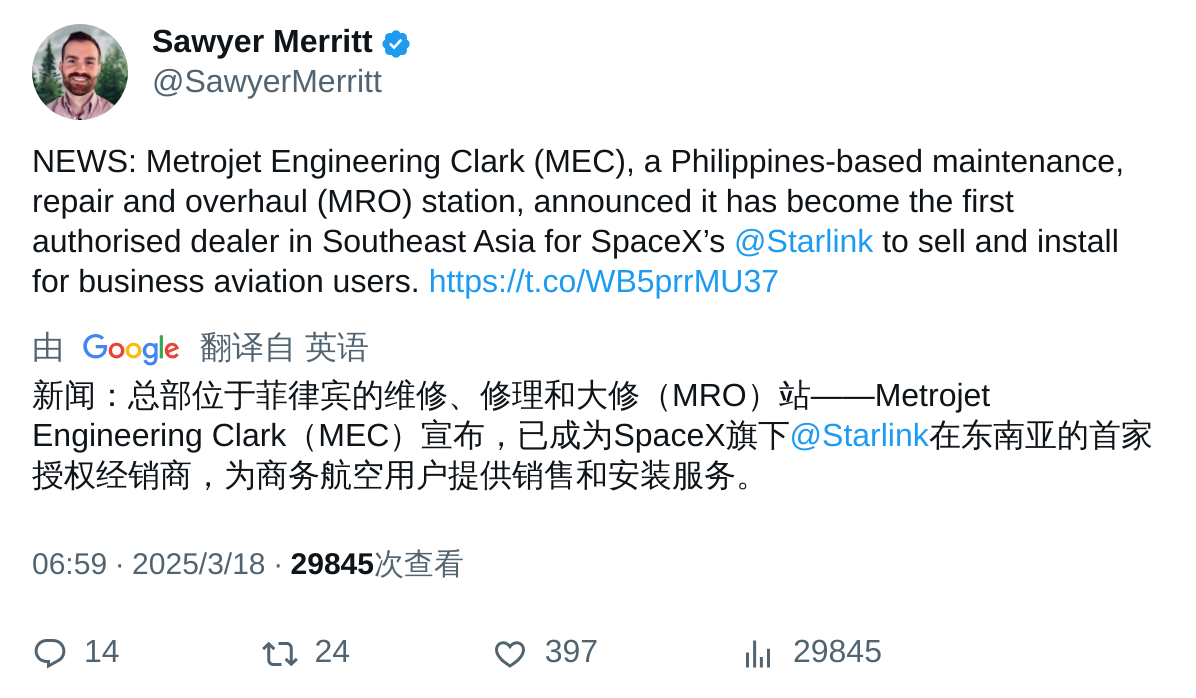 Sawyer Merritt
@SawyerMerritt
NEWS: Metrojet Engineering Clark (MEC), a Philippines-based maintenance,
repair and overhaul (MRO) station, announced it has become the first
authorised dealer in Southeast Asia for SpaceX’s @Starlink to sell and install
for business aviation users. https://t.co/WB5prrMU37
由 Google 翻译自 英语
新闻：总部位于菲律宾的维修、修理和大修（MRO）站——Metrojet
Engineering Clark（MEC）宣布，已成为SpaceX旗下@Starlink在东南亚的首家
授权经销商，为商务航空用户提供销售和安装服务。
06:59 · 2025/3/18 · 29845次查看
14 24 397 29845